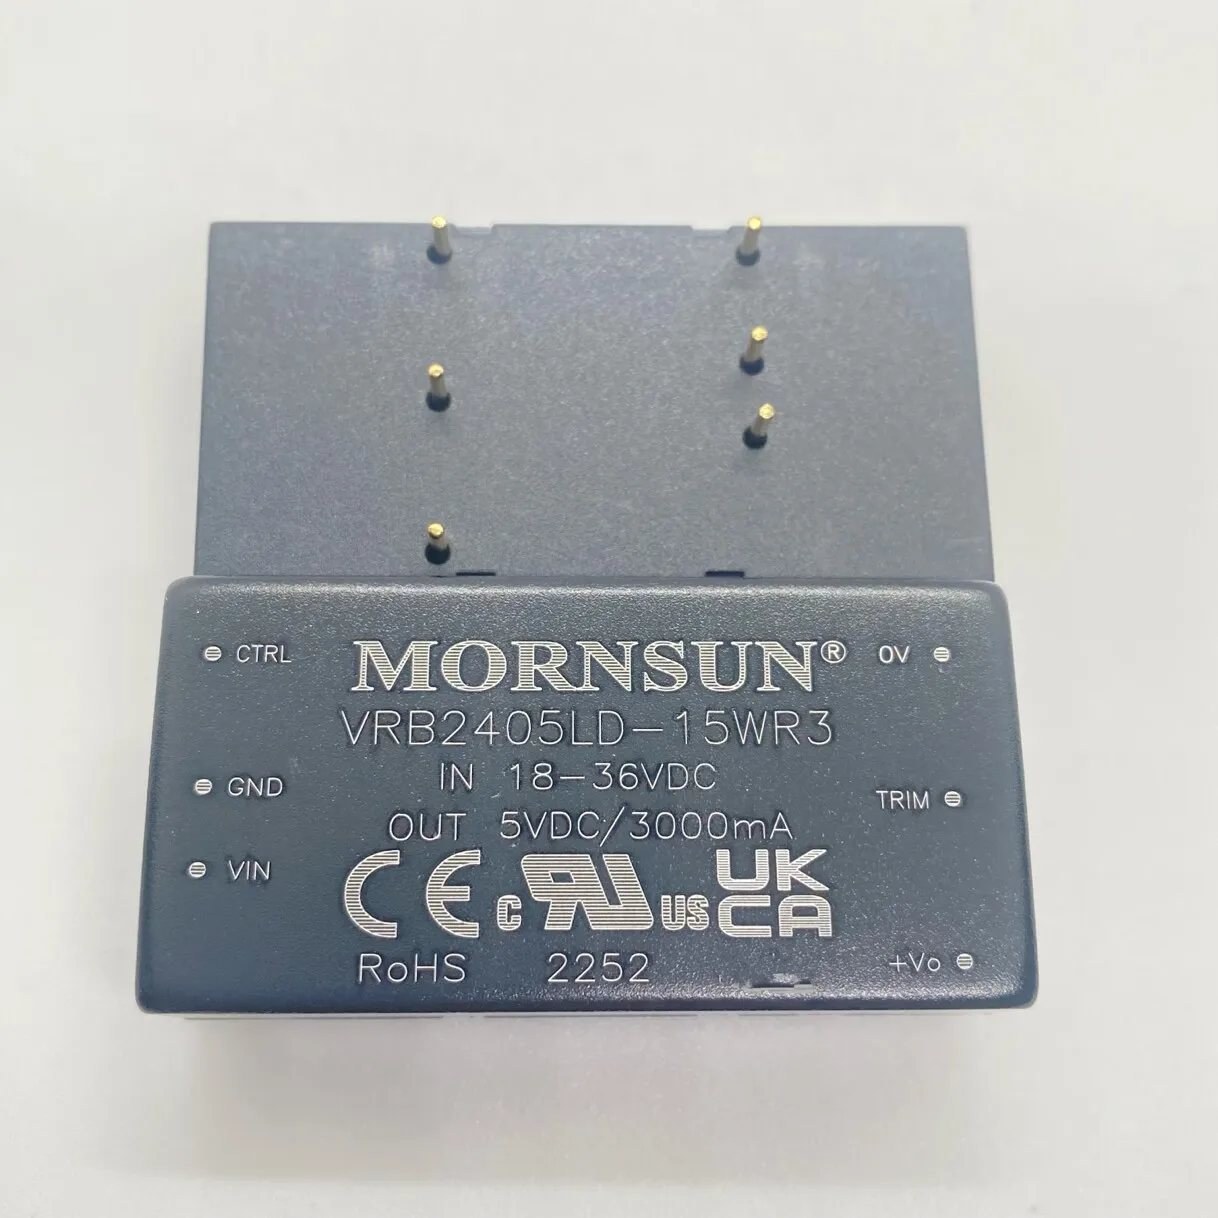 CTRL MORNSUN® 0V
VRB2405LD-15WR3
IN 18-36VDC
GND TRIM
OUT 5VDC/3000mA
VIN CE c RU US UK CA
RoHS 2252 +Vo